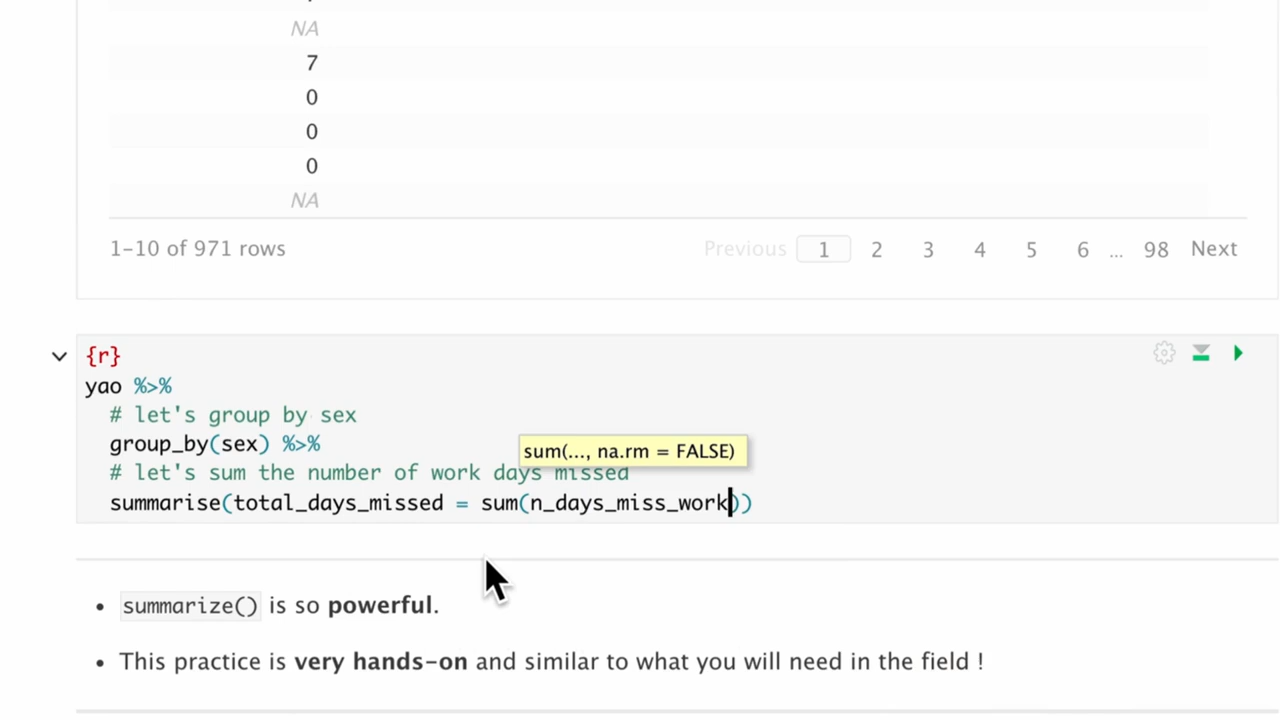 NA
7
0
0
0
NA
1-10 of 971 rows
Previous 1 2 3 4 5 6 ... 98 Next
{r}
yao %>%
# let's group by sex
group_by(sex) %>%
sum(..., na.rm = FALSE)
# let's sum the number of work days missed
summarise(total_days_missed = sum(n_days_miss_work))
• summarize() is so powerful.
• This practice is very hands-on and similar to what you will need in the field !